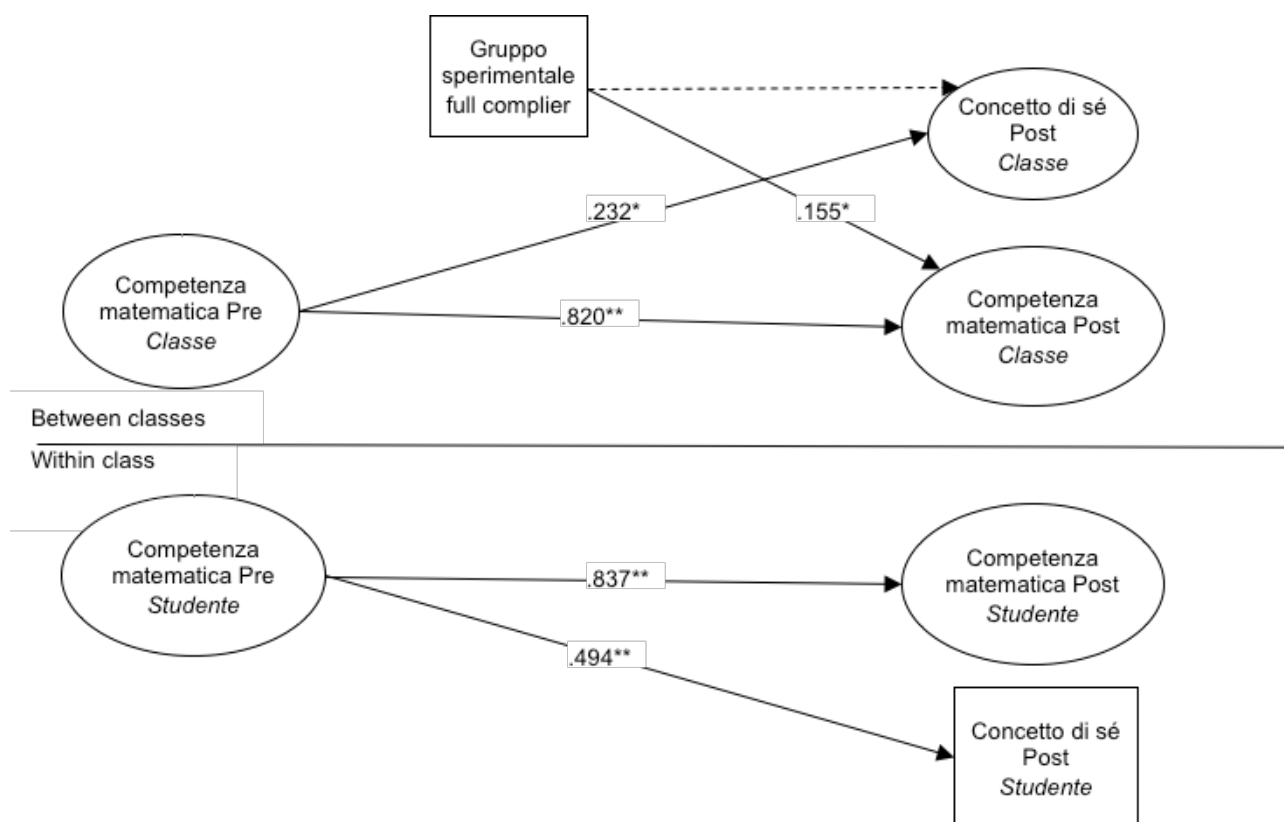 Gruppo
sperimentale
full complier
Concetto di sé
Post
Classe
.232*
.155*
Competenza
matematica Pre
Classe
.820**
Competenza
matematica Post
Classe
Between classes
Within class
Competenza
matematica Pre
Studente
.837**
Competenza
matematica Post
Studente
.494**
Concetto di sé
Post
Studente